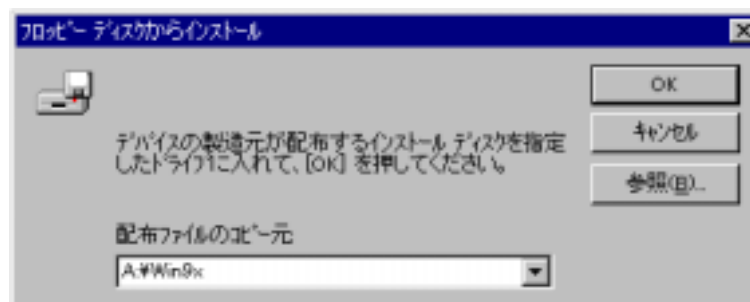 フロッピー ディスクからインストール
OK
デバイスの製造元が配布するインストール ディスクを指定
したドライブに入れて、[OK] を押してください。
キャンセル
参照(B)...
配布ファイルのコピー元
A:¥Win9x